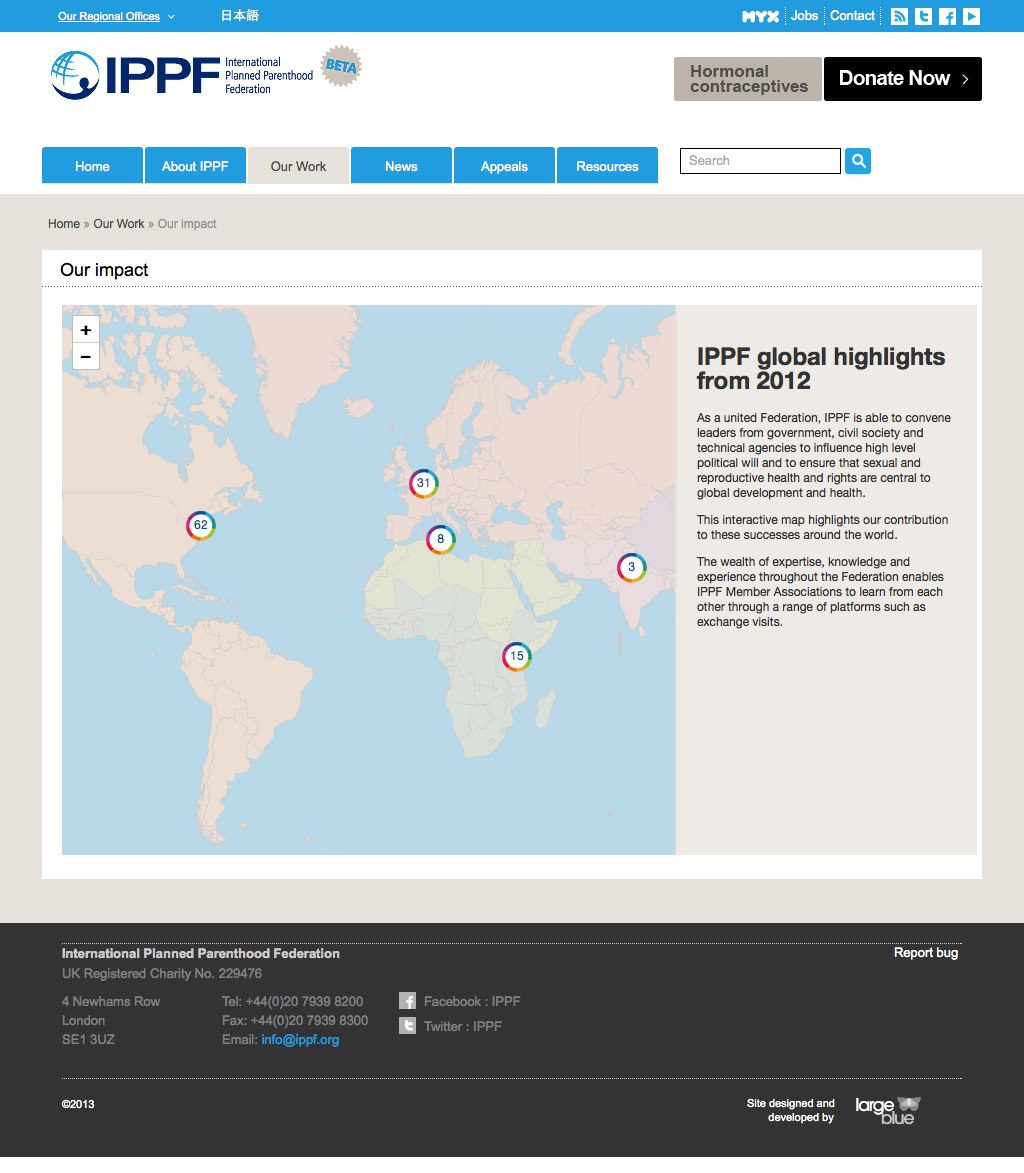 Our Regional Offices
日本語
MYX
Jobs
Contact
IPPF
International
Planned Parenthood
Federation
BETA
Hormonal
contraceptives
Donate Now
Home
About IPPF
Our Work
News
Appeals
Resources
Search
Home » Our Work » Our impact
Our impact
+
−
31
62
8
3
15
IPPF global highlights
from 2012
As a united Federation, IPPF is able to convene
leaders from government, civil society and
technical agencies to influence high level
political will and to ensure that sexual and
reproductive health and rights are central to
global development and health.
This interactive map highlights our contribution
to these successes around the world.
The wealth of expertise, knowledge and
experience throughout the Federation enables
IPPF Member Associations to learn from each
other through a range of platforms such as
exchange visits.
International Planned Parenthood Federation
Report bug
UK Registered Charity No. 229476
4 Newhams Row
London
SE1 3UZ
Tel: +44(0)20 7939 8200
Fax: +44(0)20 7939 8300
Email: info@ippf.org
Facebook : IPPF
Twitter : IPPF
©2013
Site designed and
developed by
large
blue